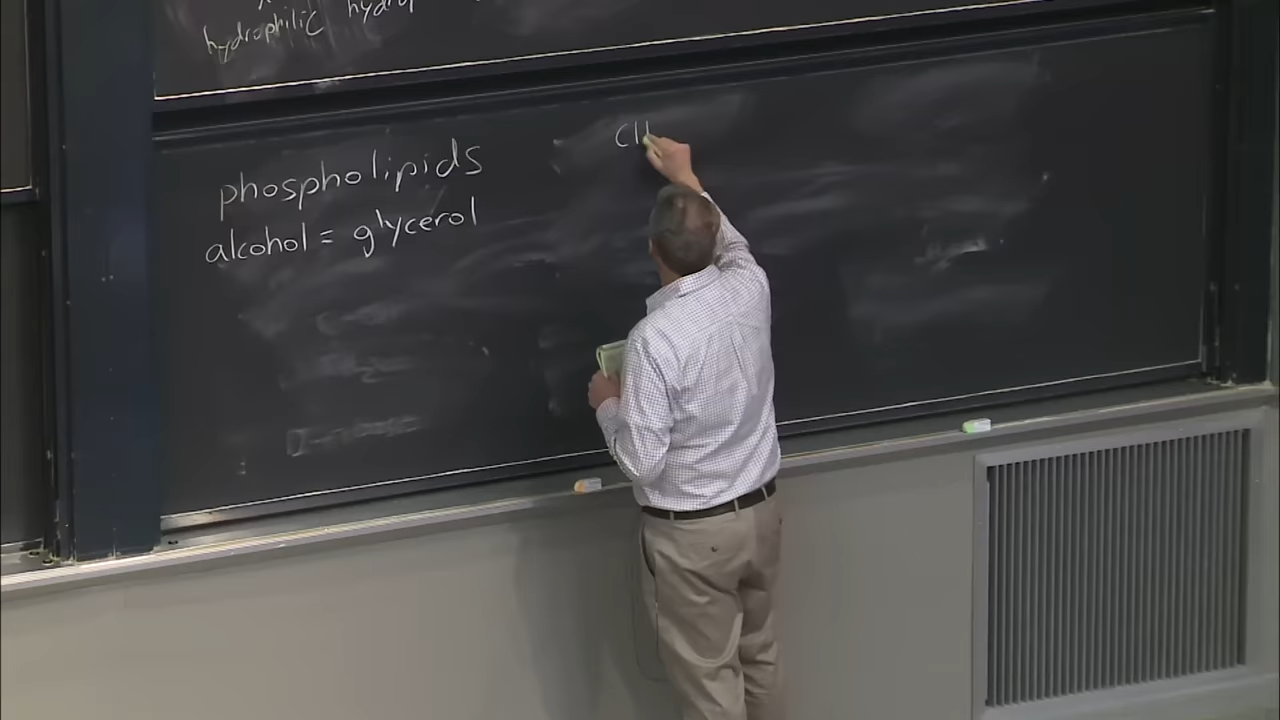 hydrophilic
phospholipids
alcohol = glycerol
CH